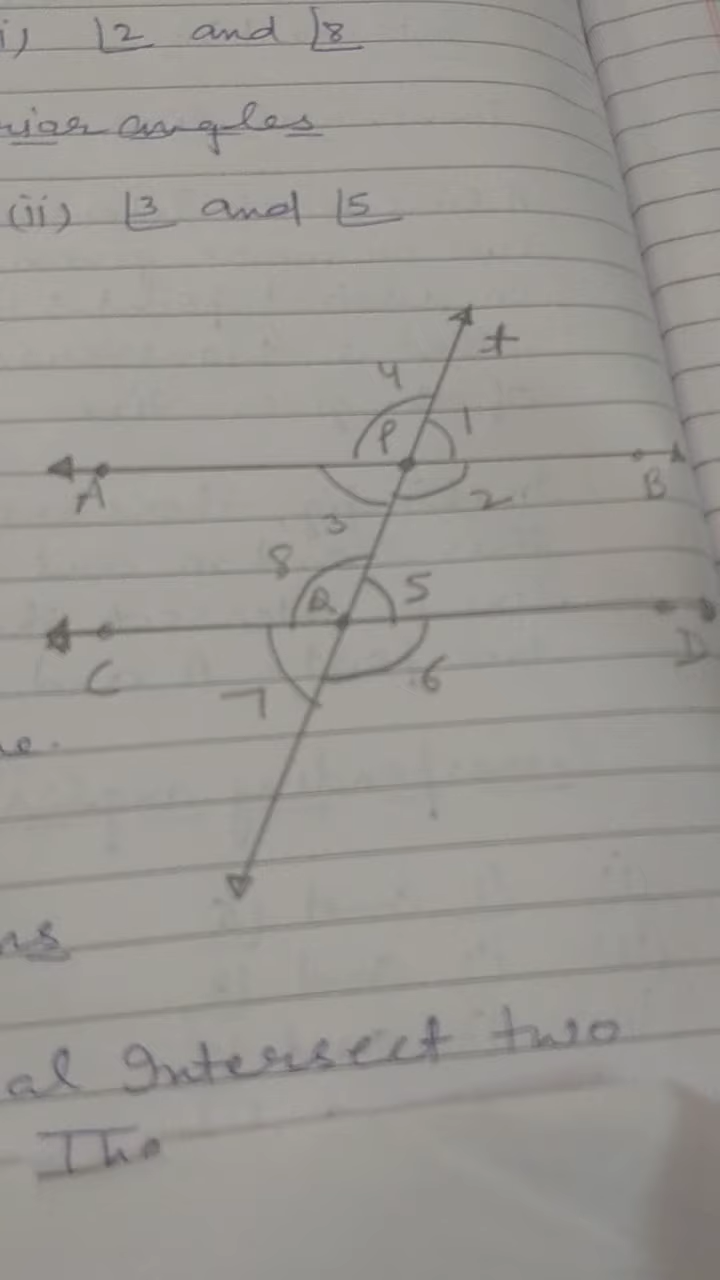 i) ∠2 and ∠8
rior angles
(ii) ∠3 and ∠5
t
4
P 1
A B
2
3
8
Q 5
C D
7 6
e.
ns
al Intersect two
The